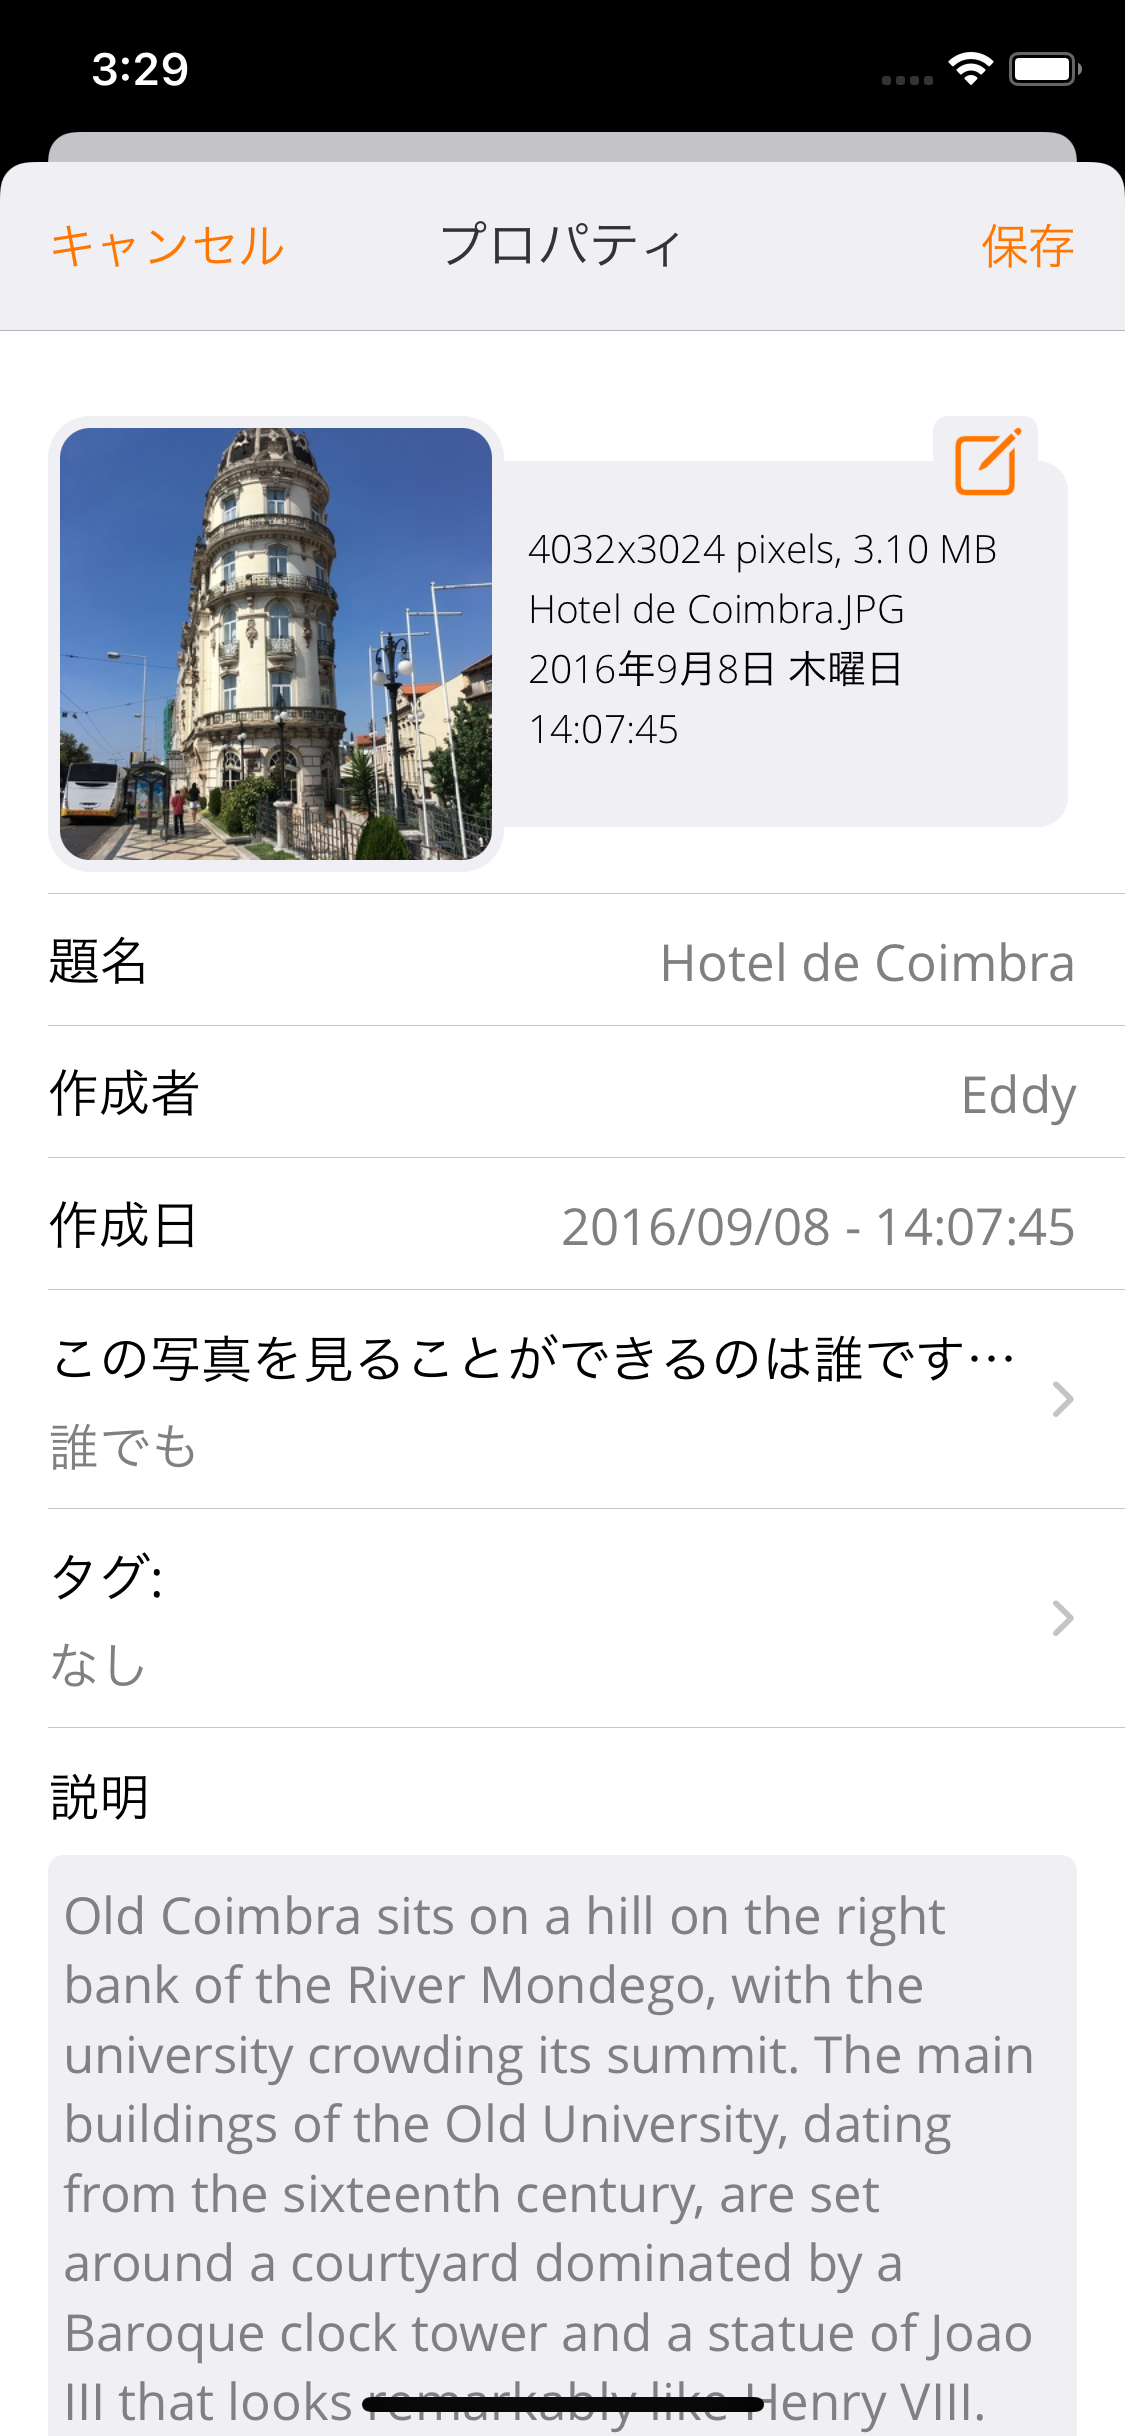 3:29
キャンセル プロパティ 保存
4032x3024 pixels, 3.10 MB
Hotel de Coimbra.JPG
2016年9月8日 木曜日
14:07:45
題名 Hotel de Coimbra
作成者 Eddy
作成日 2016/09/08 - 14:07:45
この写真を見ることができるのは誰です…
誰でも
タグ:
なし
説明
Old Coimbra sits on a hill on the right
bank of the River Mondego, with the
university crowding its summit. The main
buildings of the Old University, dating
from the sixteenth century, are set
around a courtyard dominated by a
Baroque clock tower and a statue of Joao
III that looks remarkably like Henry VIII.